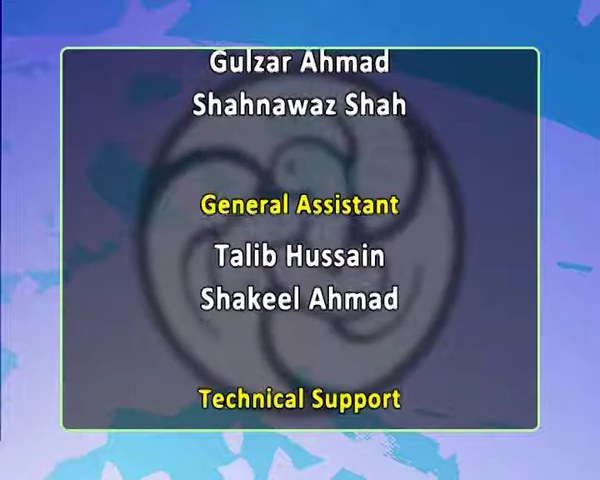 Gulzar Ahmad
Shahnawaz Shah
General Assistant
Talib Hussain
Shakeel Ahmad
Technical Support